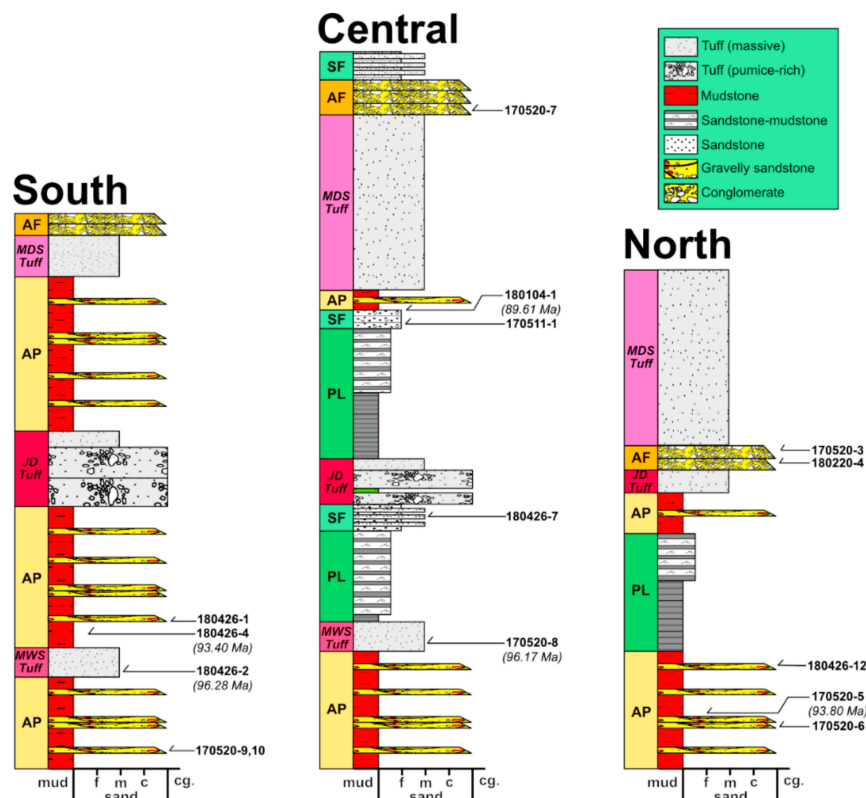 Central
SF
AF
170520-7
MDS
Tuff
AP
180104-1
(89.61 Ma)
SF
170511-1
PL
JD
Tuff
SF
180426-7
PL
MWS
Tuff
170520-8
(96.17 Ma)
AP
mud
f
m
c
cg.
sand
Tuff (massive)
Tuff (pumice-rich)
Mudstone
Sandstone-mudstone
Sandstone
Gravelly sandstone
Conglomerate
South
AF
MDS
Tuff
AP
JD
Tuff
AP
180426-1
180426-4
(93.40 Ma)
MWS
Tuff
180426-2
(96.28 Ma)
AP
170520-9,10
mud
f
m
c
cg.
sand
North
MDS
Tuff
AF
170520-3
180220-4
JD
Tuff
AP
PL
180426-12
AP
170520-5
(93.80 Ma)
170520-6
mud
f
m
c
cg.
sand